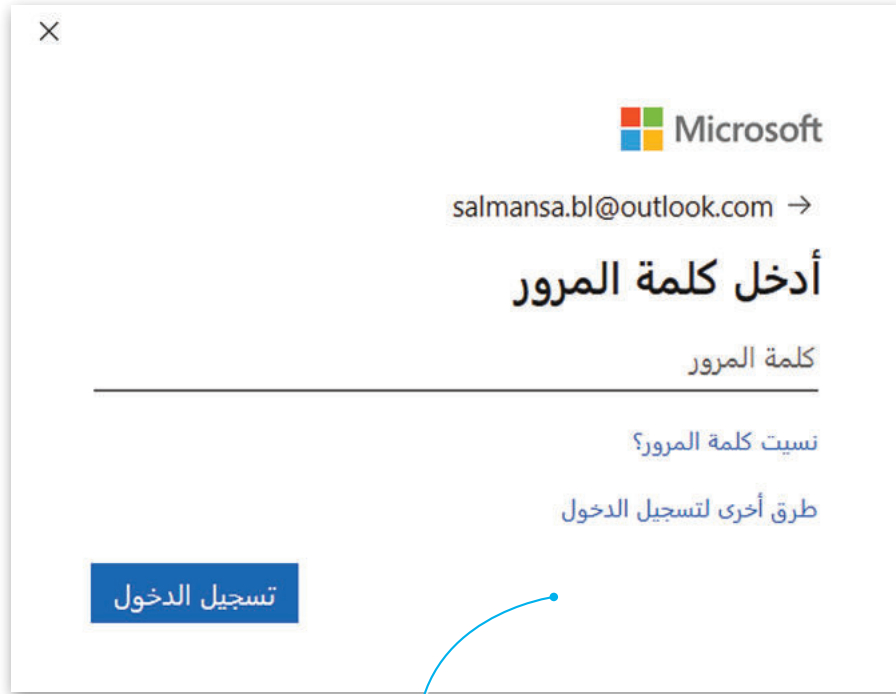 Microsoft
salmansa.bl@outlook.com
أدخل كلمة المرور
كلمة المرور
نسيت كلمة المرور؟
طرق أخرى لتسجيل الدخول
تسجيل الدخول